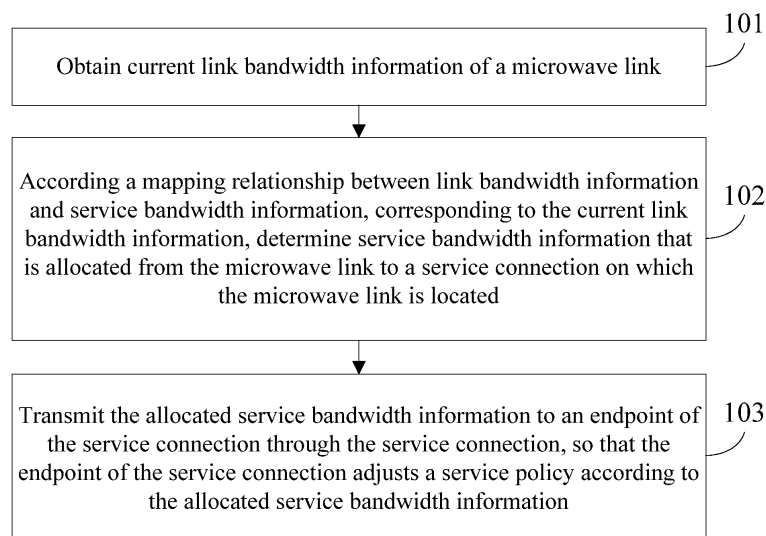 101
Obtain current link bandwidth information of a microwave link
According a mapping relationship between link bandwidth information
and service bandwidth information, corresponding to the current link
bandwidth information, determine service bandwidth information that
is allocated from the microwave link to a service connection on which
the microwave link is located
102
Transmit the allocated service bandwidth information to an endpoint of
the service connection through the service connection, so that the
endpoint of the service connection adjusts a service policy according to
the allocated service bandwidth information
103